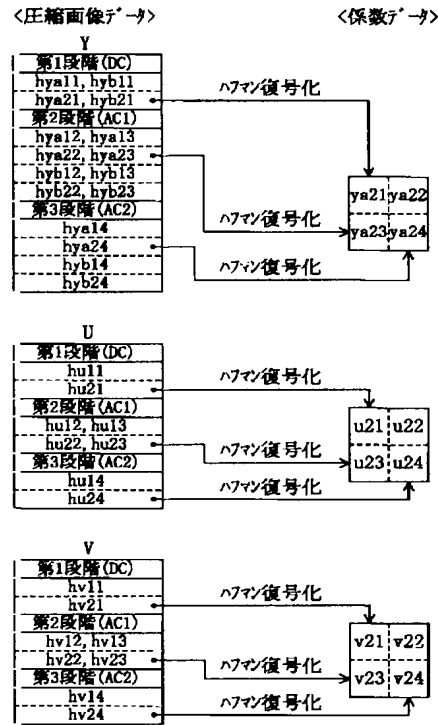 <圧縮画像データ>
<係数データ>
Y
第1段階(DC)
hya11, hyb11
hya21, hyb21
ハフマン復号化
第2段階(AC1)
hya12, hya13
hya22, hya23
hyb12, hyb13
hyb22, hyb23
ya21 ya22
第3段階(AC2)
ハフマン復号化
ya23 ya24
hya14
hya24
hyb14
ハフマン復号化
hyb24
U
第1段階(DC)
hu11
ハフマン復号化
hu21
第2段階(AC1)
hu12, hu13
u21 u22
hu22, hu23
ハフマン復号化
u23 u24
第3段階(AC2)
hu14
ハフマン復号化
hu24
V
第1段階(DC)
hv11
ハフマン復号化
hv21
第2段階(AC1)
hv12, hv13
v21 v22
hv22, hv23
ハフマン復号化
v23 v24
第3段階(AC2)
hv14
ハフマン復号化
hv24